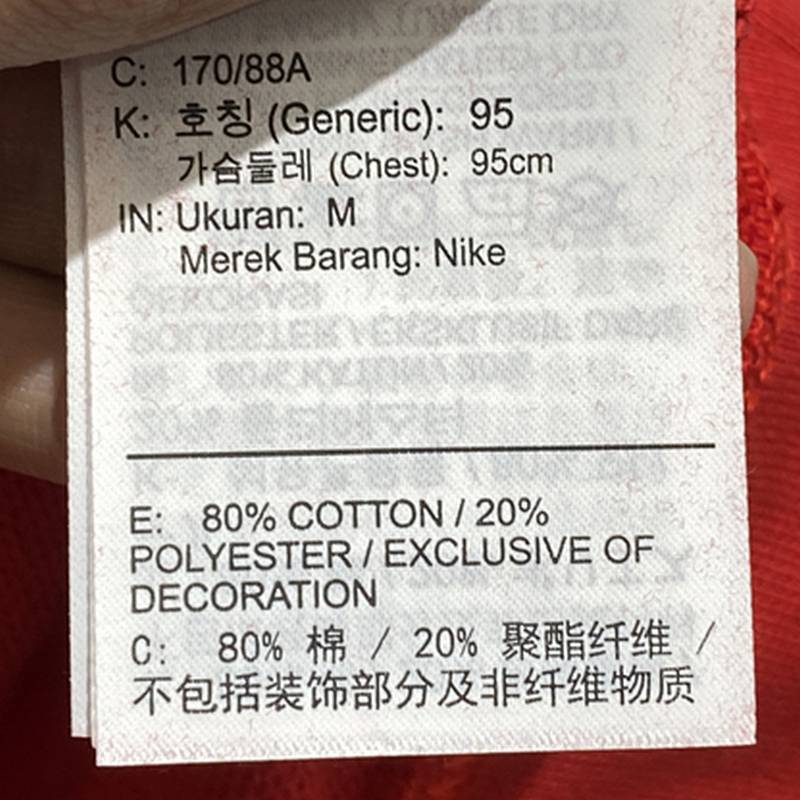 C: 170/88A
K: 호칭 (Generic): 95
가슴둘레 (Chest): 95cm
IN: Ukuran: M
Merek Barang: Nike
E: 80% COTTON / 20%
POLYESTER / EXCLUSIVE OF
DECORATION
C: 80% 棉 / 20% 聚酯纤维 /
不包括装饰部分及非纤维物质